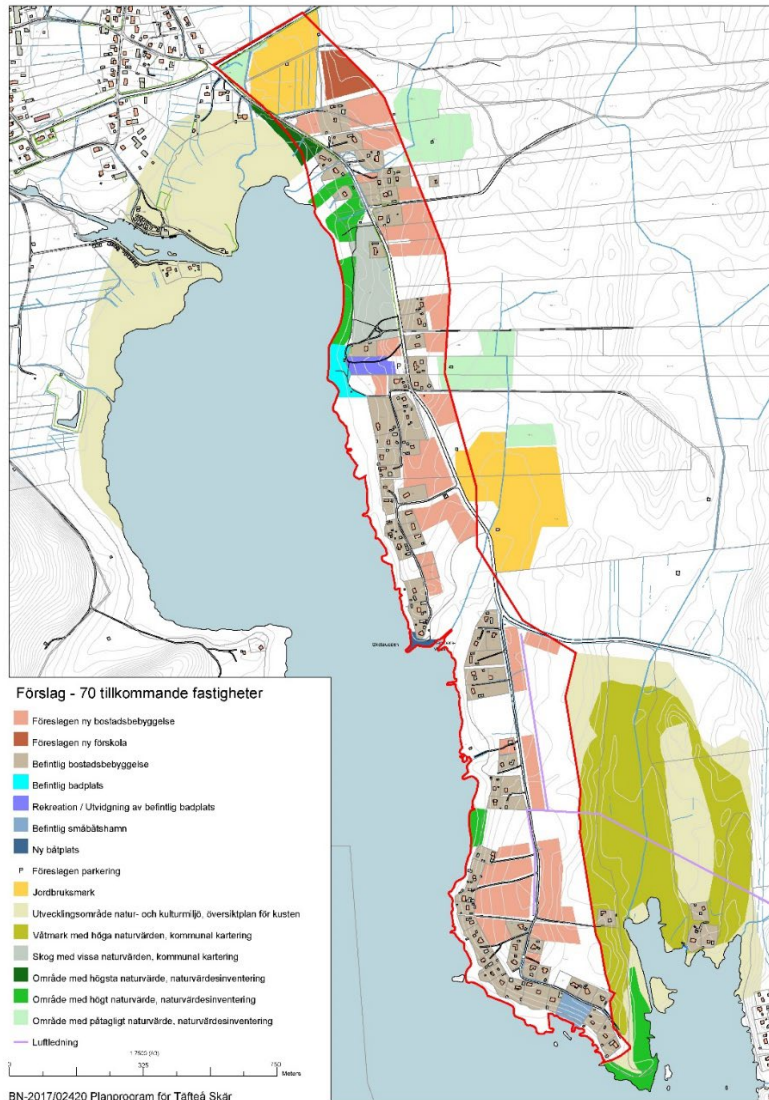 P
Förslag - 70 tillkommande fastigheter
Föreslagen ny bostadsbebyggelse
Föreslagen ny förskola
Befintlig bostadsbebyggelse
Befintlig badplats
Rekreation / Utvidgning av befintlig badplats
Befintlig småbåtshamn
Ny båtplats
P Föreslagen parkering
Jordbruksmark
Utvecklingsområde natur- och kulturmiljö, översiktplan för kusten
Våtmark med höga naturvärden, kommunal kartering
Skog med vissa naturvärden, kommunal kartering
Område med högsta naturvärde, naturvärdesinventering
Område med högt naturvärde, naturvärdesinventering
Område med påtagligt naturvärde, naturvärdesinventering
Luftledning
1:7500 (A3)
0 325 750
Meters
BN-2017/02420 Planprogram för Täfteå Skär